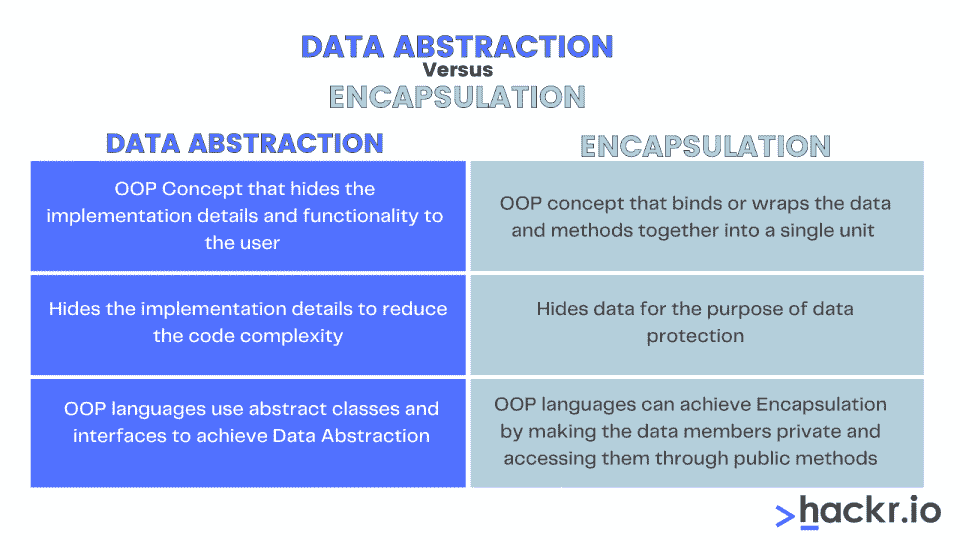 DATA ABSTRACTION
Versus
ENCAPSULATION
DATA ABSTRACTION
OOP Concept that hides the
implementation details and functionality to
the user
Hides the implementation details to reduce
the code complexity
OOP languages use abstract classes and
interfaces to achieve Data Abstraction
ENCAPSULATION
OOP concept that binds or wraps the data
and methods together into a single unit
Hides data for the purpose of data
protection
OOP languages can achieve Encapsulation
by making the data members private and
accessing them through public methods
hackr.io